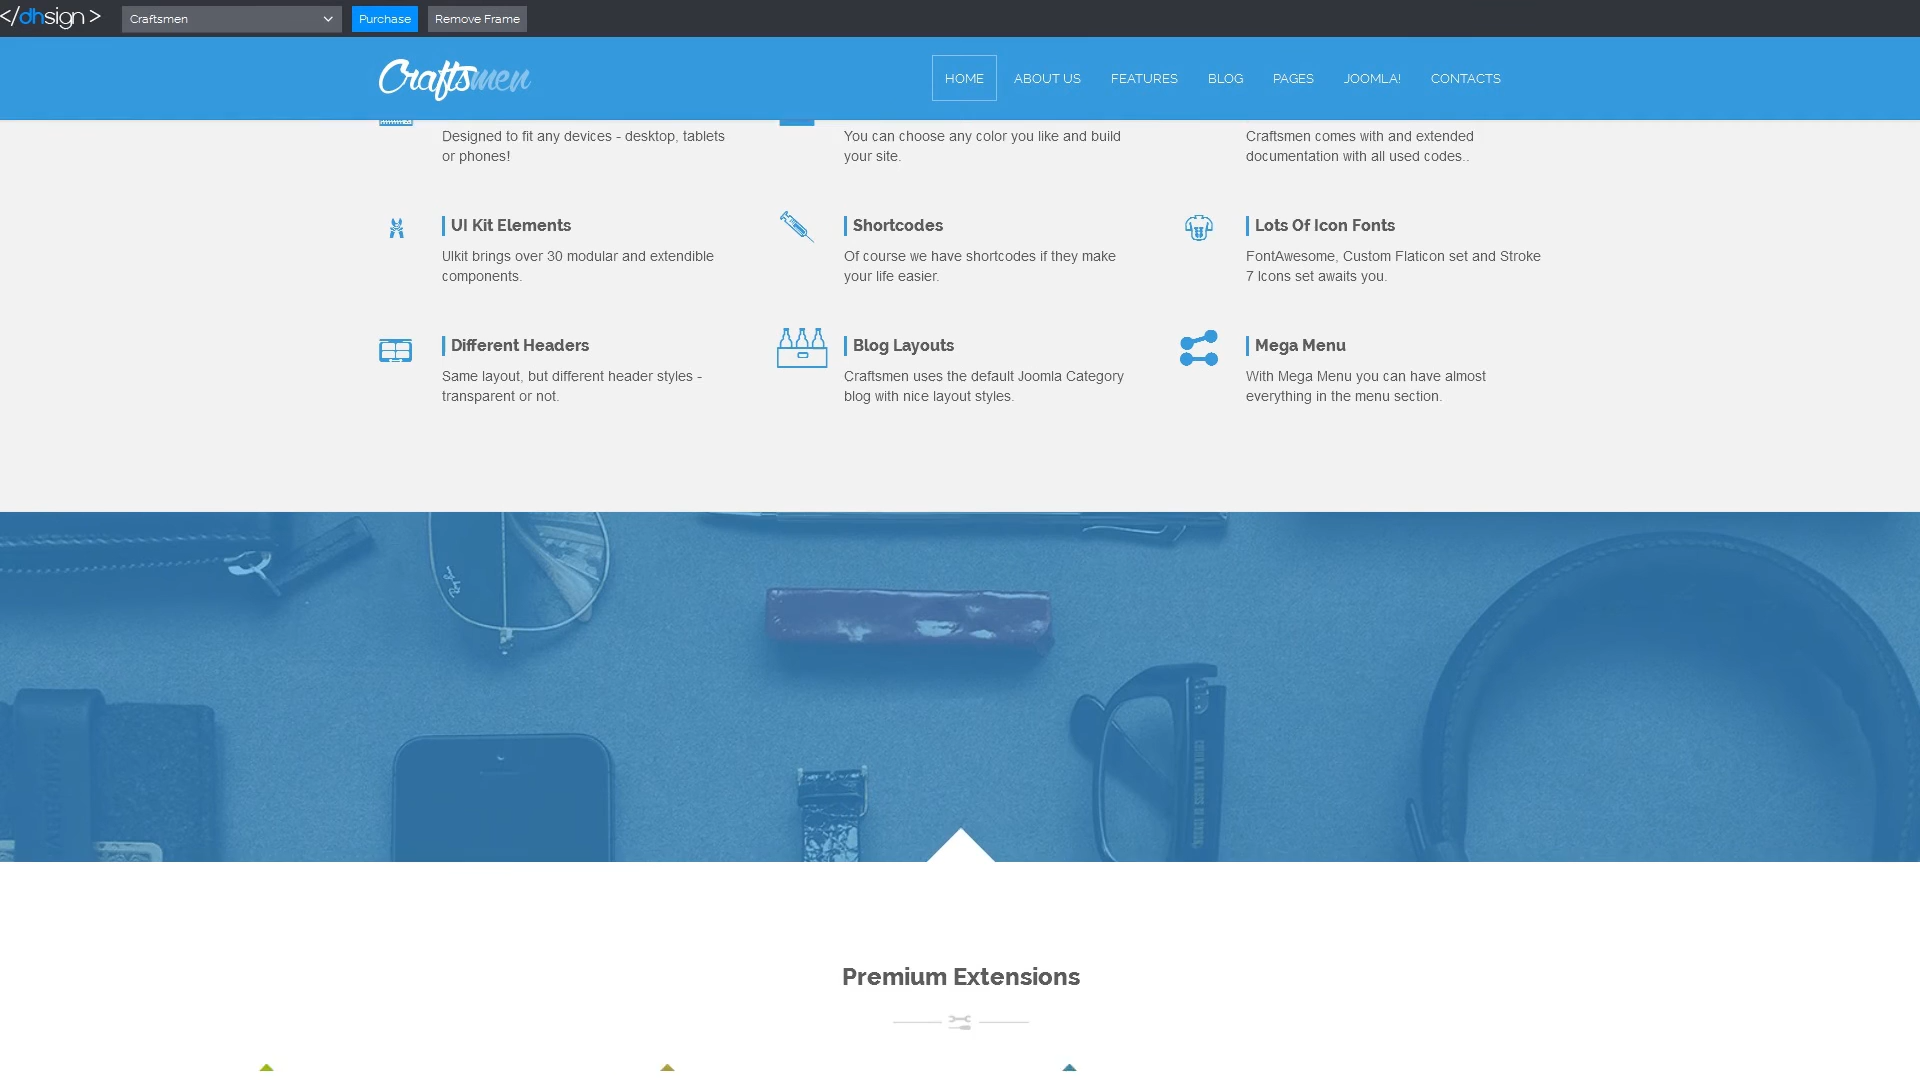 </dhsign >
Craftsmen
Purchase
Remove Frame
Craftsmen
HOME
ABOUT US
FEATURES
BLOG
PAGES
JOOMLA!
CONTACTS
Designed to fit any devices - desktop, tablets
or phones!
You can choose any color you like and build
your site.
Craftsmen comes with and extended
documentation with all used codes..
UI Kit Elements
UIkit brings over 30 modular and extendible
components.
Shortcodes
Of course we have shortcodes if they make
your life easier.
Lots Of Icon Fonts
FontAwesome, Custom Flaticon set and Stroke
7 Icons set awaits you.
Different Headers
Same layout, but different header styles -
transparent or not.
Blog Layouts
Craftsmen uses the default Joomla Category
blog with nice layout styles.
Mega Menu
With Mega Menu you can have almost
everything in the menu section.
Premium Extensions